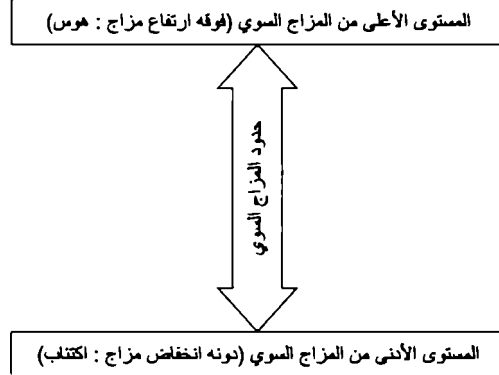 المستوى الأعلى من المزاج السوي (فوقه ارتفاع مزاج : هوس)
حدود المزاج السوي
المستوى الأدنى من المزاج السوي (دونه انخفاض مزاج : اكتئاب)